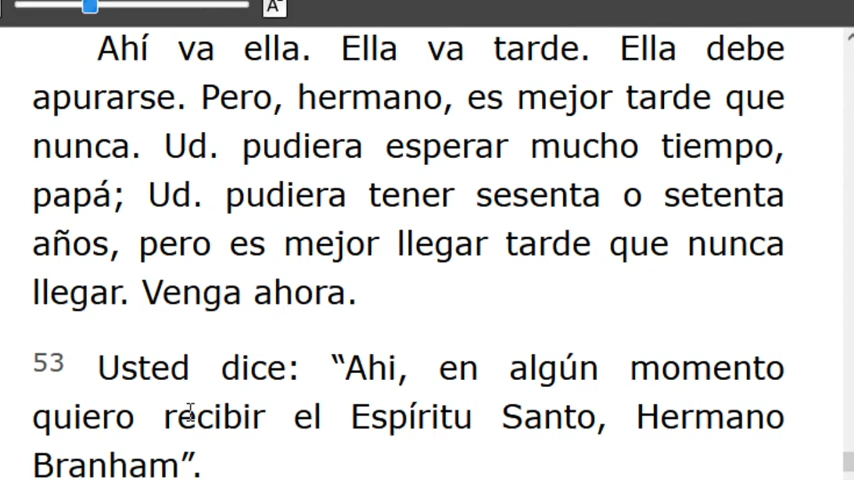 A
Ahí va ella. Ella va tarde. Ella debe
apurarse. Pero, hermano, es mejor tarde que
nunca. Ud. pudiera esperar mucho tiempo,
papá; Ud. pudiera tener sesenta o setenta
años, pero es mejor llegar tarde que nunca
llegar. Venga ahora.
53 Usted dice: “Ahi, en algún momento
quiero recibir el Espíritu Santo, Hermano
Branham”.